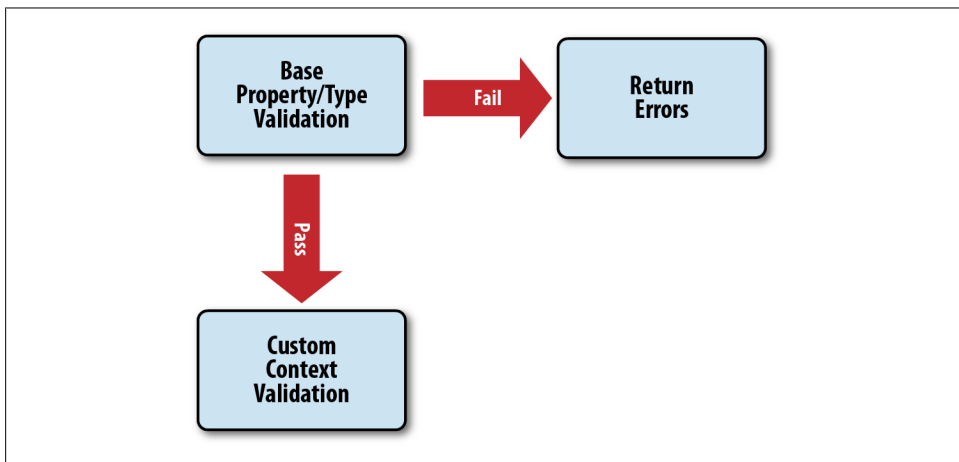 Base
Property/Type
Validation
Fail
Return
Errors
Pass
Custom
Context
Validation